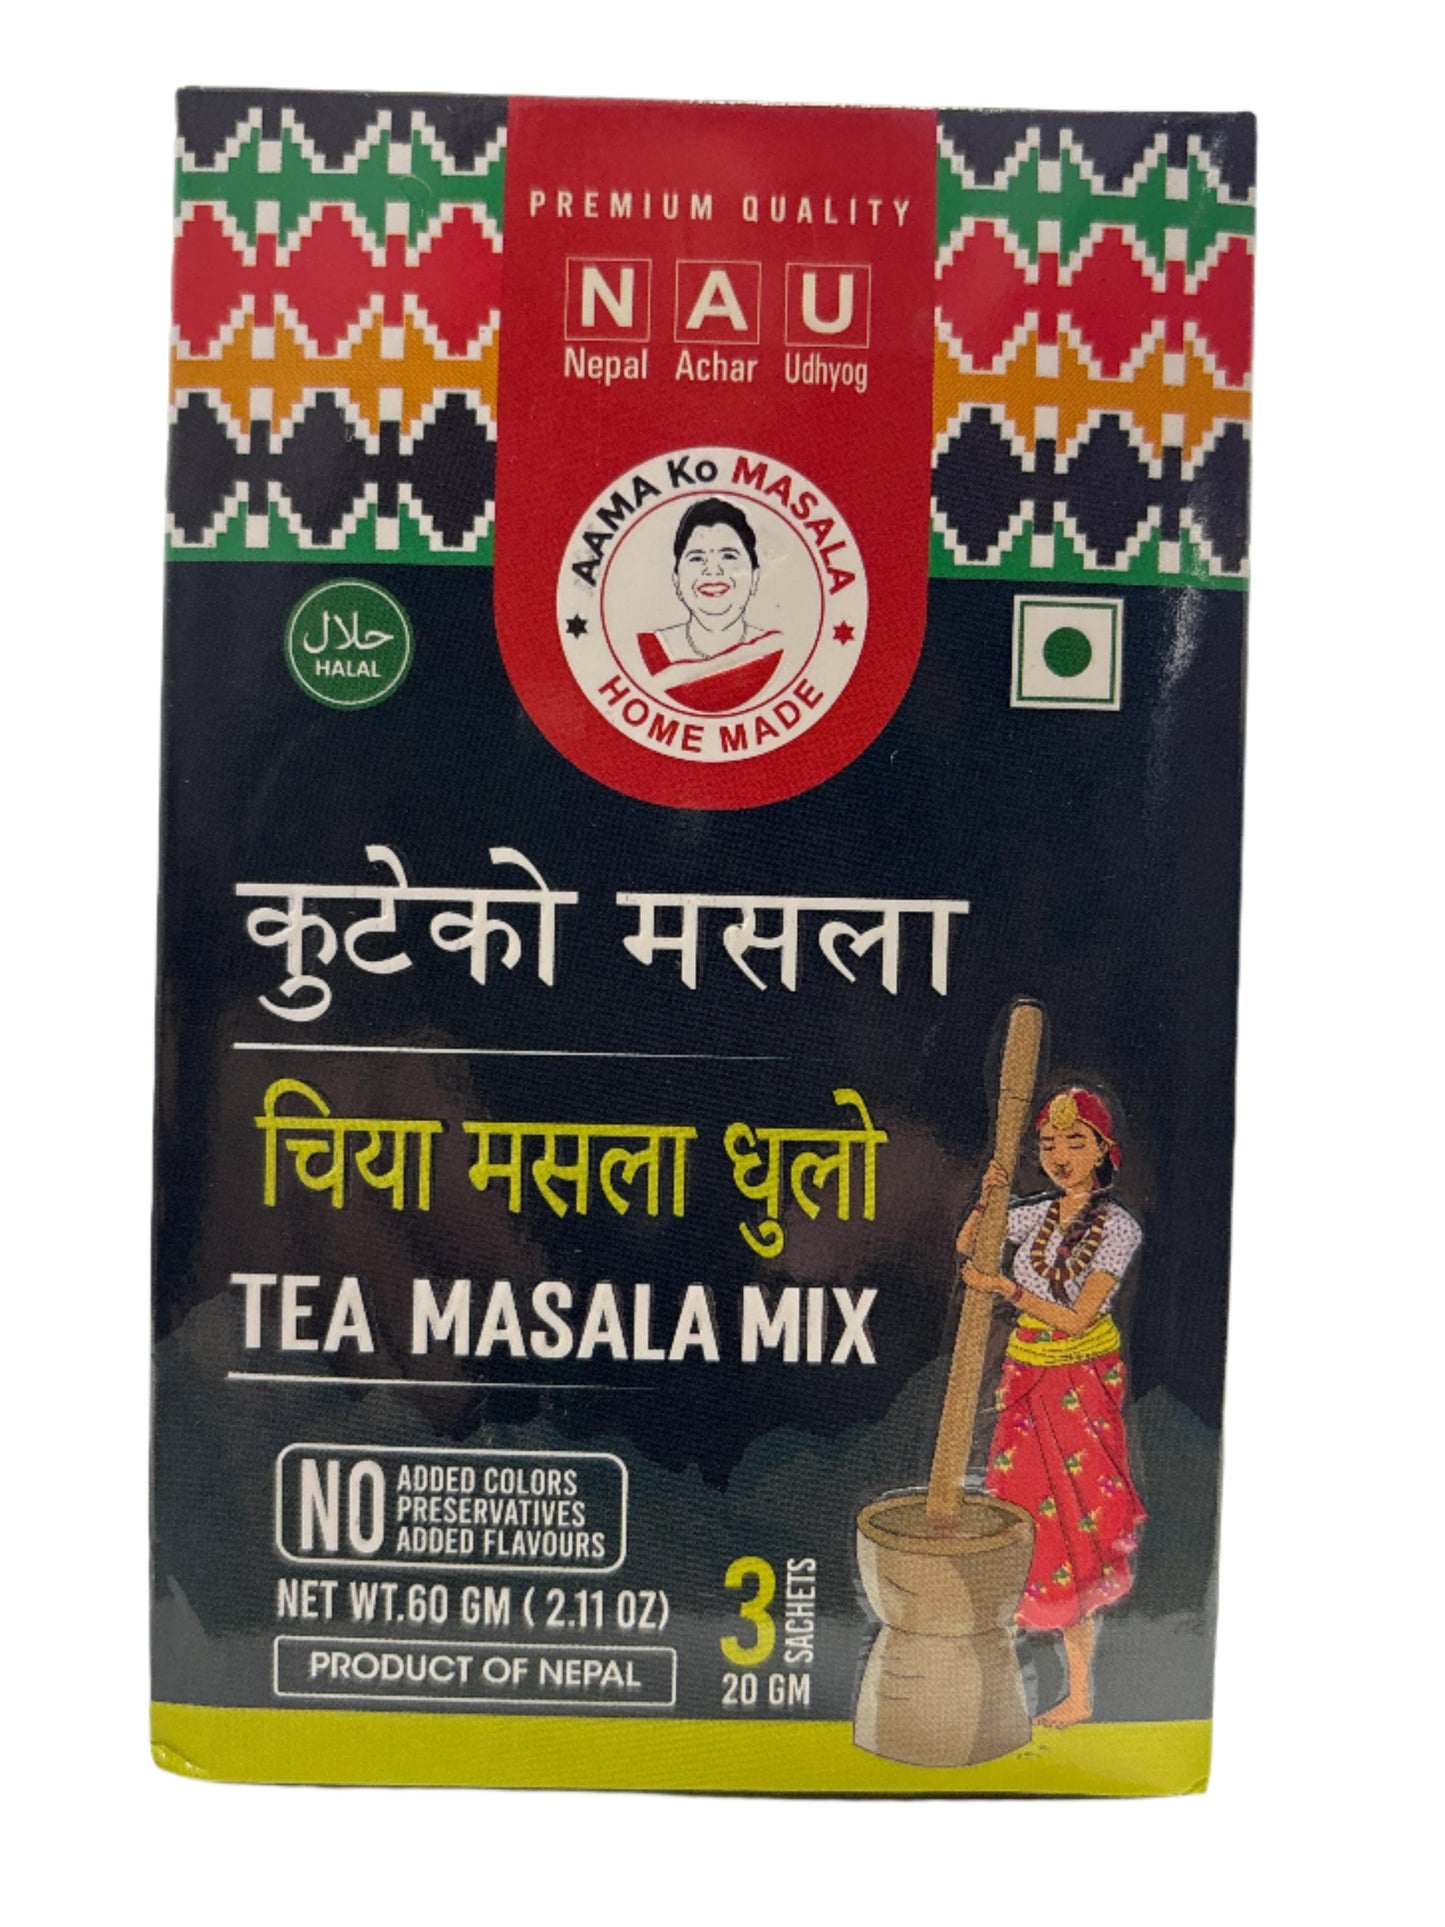 PREMIUM QUALITY
N A U
Nepal Achar Udhyog
AAMA Ko MASALA
HOME MADE
حلال
HALAL
कुटेको मसला
चिया मसला धुलो
TEA MASALA MIX
NO ADDED COLORS
PRESERVATIVES
ADDED FLAVOURS
NET WT.60 GM ( 2.11 OZ)
PRODUCT OF NEPAL
3 SACHETS
20 GM